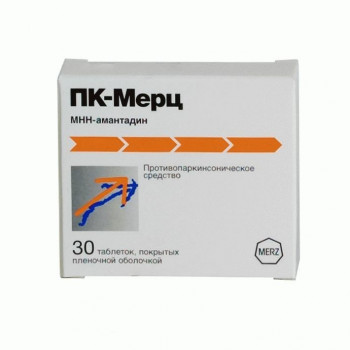 ПК-Мерц
МНН-амантадин
Противопаркинсоническое
средство
30 таблеток, покрытых
пленочной оболочкой
MERZ